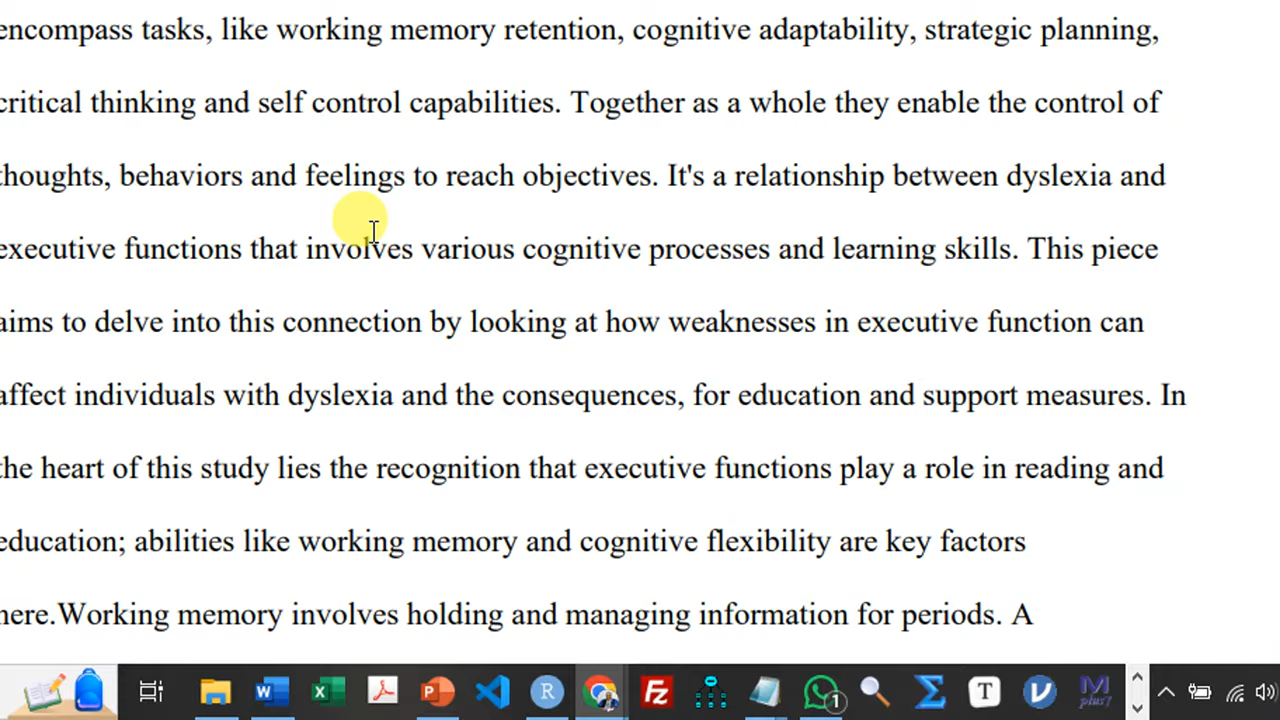 encompass tasks, like working memory retention, cognitive adaptability, strategic planning,
critical thinking and self control capabilities. Together as a whole they enable the control of
thoughts, behaviors and feelings to reach objectives. It's a relationship between dyslexia and
executive functions that involves various cognitive processes and learning skills. This piece
aims to delve into this connection by looking at how weaknesses in executive function can
affect individuals with dyslexia and the consequences, for education and support measures. In
the heart of this study lies the recognition that executive functions play a role in reading and
education; abilities like working memory and cognitive flexibility are key factors
here.Working memory involves holding and managing information for periods. A
W X P R Fz 1 T V M plus7